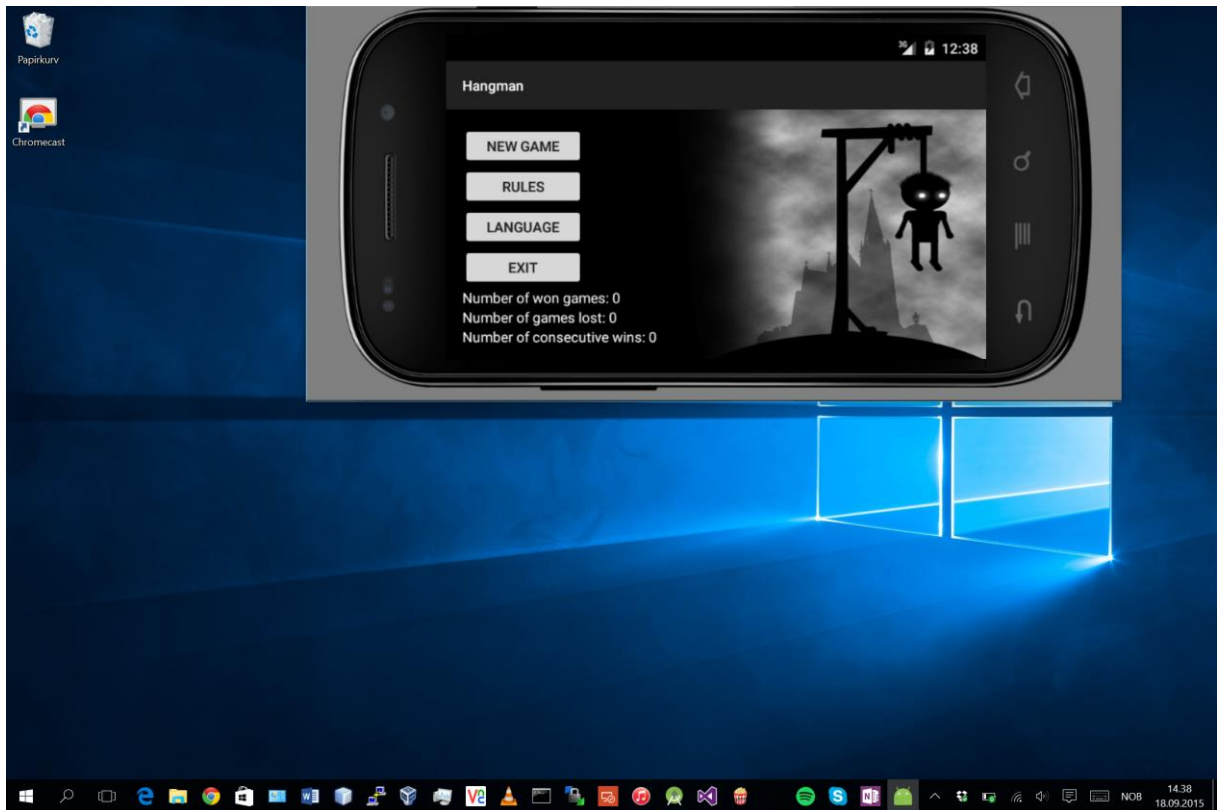 Papirkurv
Chromecast
3G 12:38
Hangman
NEW GAME
RULES
LANGUAGE
EXIT
Number of won games: 0
Number of games lost: 0
Number of consecutive wins: 0
NOB
14.38
18.09.2015